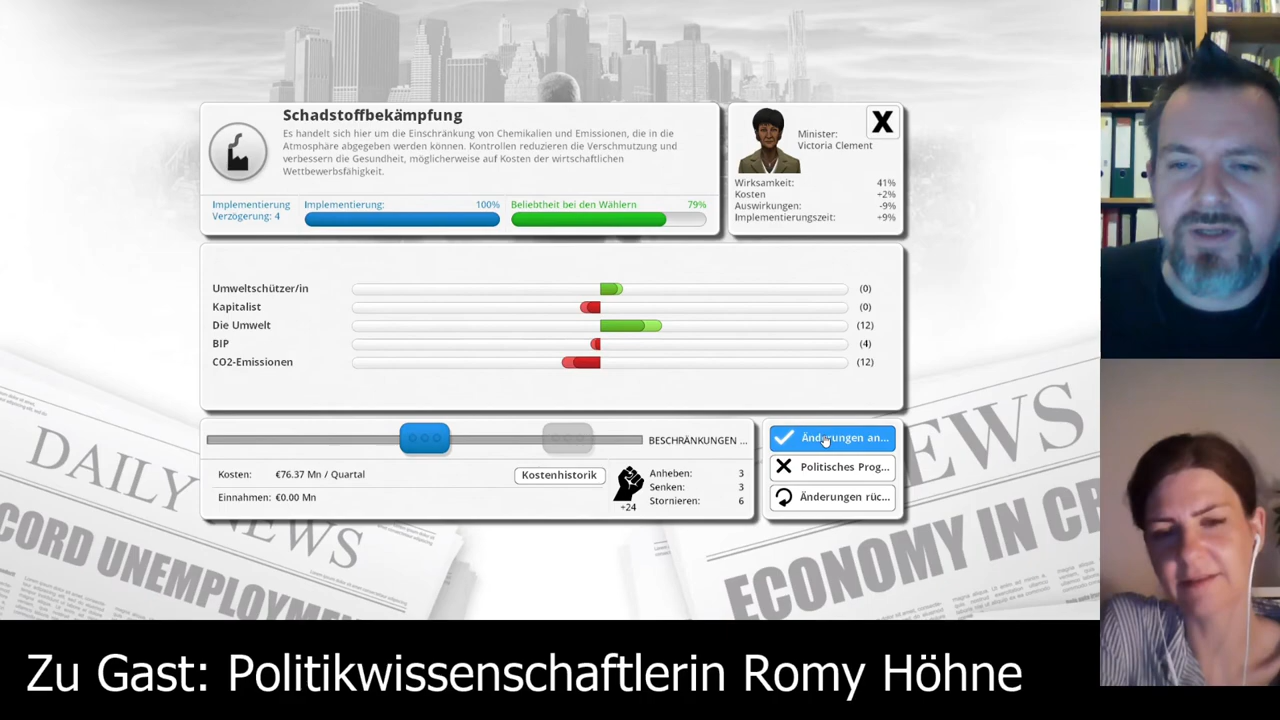 Schadstoffbekämpfung
Es handelt sich hier um die Einschränkung von Chemikalien und Emissionen, die in die
Atmosphäre abgegeben werden können. Kontrollen reduzieren die Verschmutzung und
verbessern die Gesundheit, möglicherweise auf Kosten der wirtschaftlichen
Wettbewerbsfähigkeit.
Implementierung
Verzögerung: 4
Implementierung: 100%
Beliebtheit bei den Wählern 79%
X
Minister:
Victoria Clement
Wirksamkeit: 41%
Kosten +2%
Auswirkungen: -9%
Implementierungszeit: +9%
Umweltschützer/in (0)
Kapitalist (0)
Die Umwelt (12)
BIP (4)
CO2-Emissionen (12)
BESCHRÄNKUNGEN ...
Kosten: €76.37 Mn / Quartal
Kostenhistorik
Einnahmen: €0.00 Mn
+24
Anheben: 3
Senken: 3
Stornieren: 6
Änderungen an...
Politisches Prog...
Änderungen rüc...
DAILY NEWS
CORD UNEMPLOYME
NEWS
ECONOMY IN CR
Zu Gast: Politikwissenschaftlerin Romy Höhne